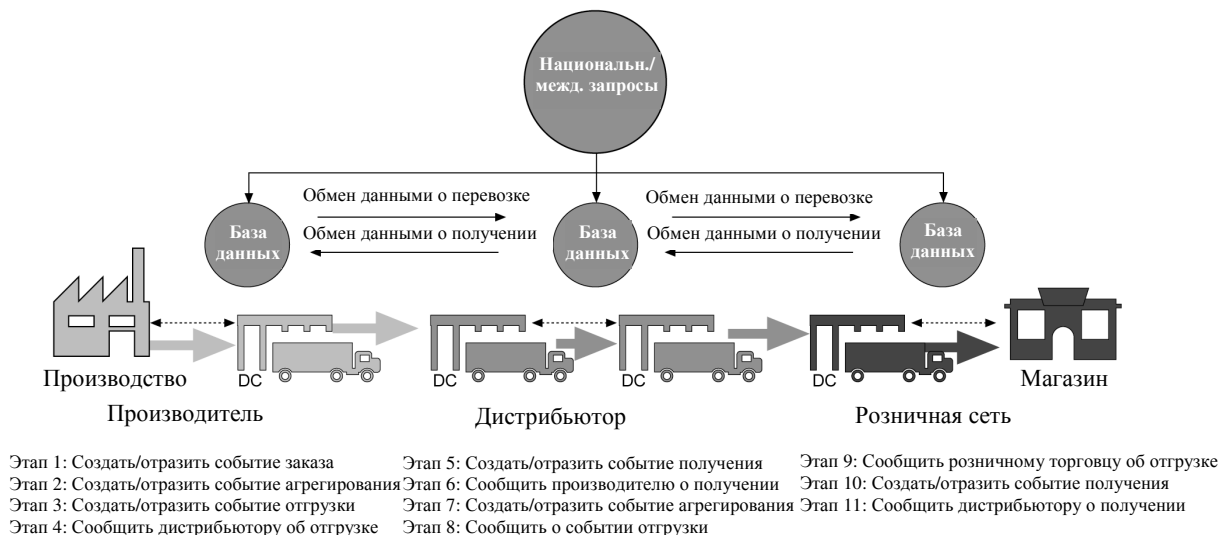 Национальн./
межд. запросы
Обмен данными о перевозке
Обмен данными о перевозке
База
данных
Обмен данными о получении
База
данных
Обмен данными о получении
База
данных
DC
DC
DC
DC
Производство
Магазин
Производитель
Дистрибьютор
Розничная сеть
Этап 1: Создать/отразить событие заказа
Этап 2: Создать/отразить событие агрегирования
Этап 3: Создать/отразить событие отгрузки
Этап 4: Сообщить дистрибьютору об отгрузке
Этап 5: Создать/отразить событие получения
Этап 6: Сообщить производителю о получении
Этап 7: Создать/отразить событие агрегирования
Этап 8: Сообщить о событии отгрузки
Этап 9: Сообщить розничному торговцу об отгрузке
Этап 10: Создать/отразить событие получения
Этап 11: Сообщить дистрибьютору о получении